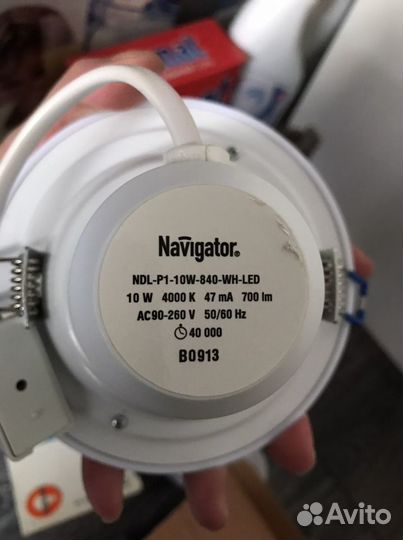 Navigator®
NDL-P1-10W-840-WH-LED
10 W 4000 K 47 mA 700 lm
AC90-260 V 50/60 Hz
40 000
B0913
Avito